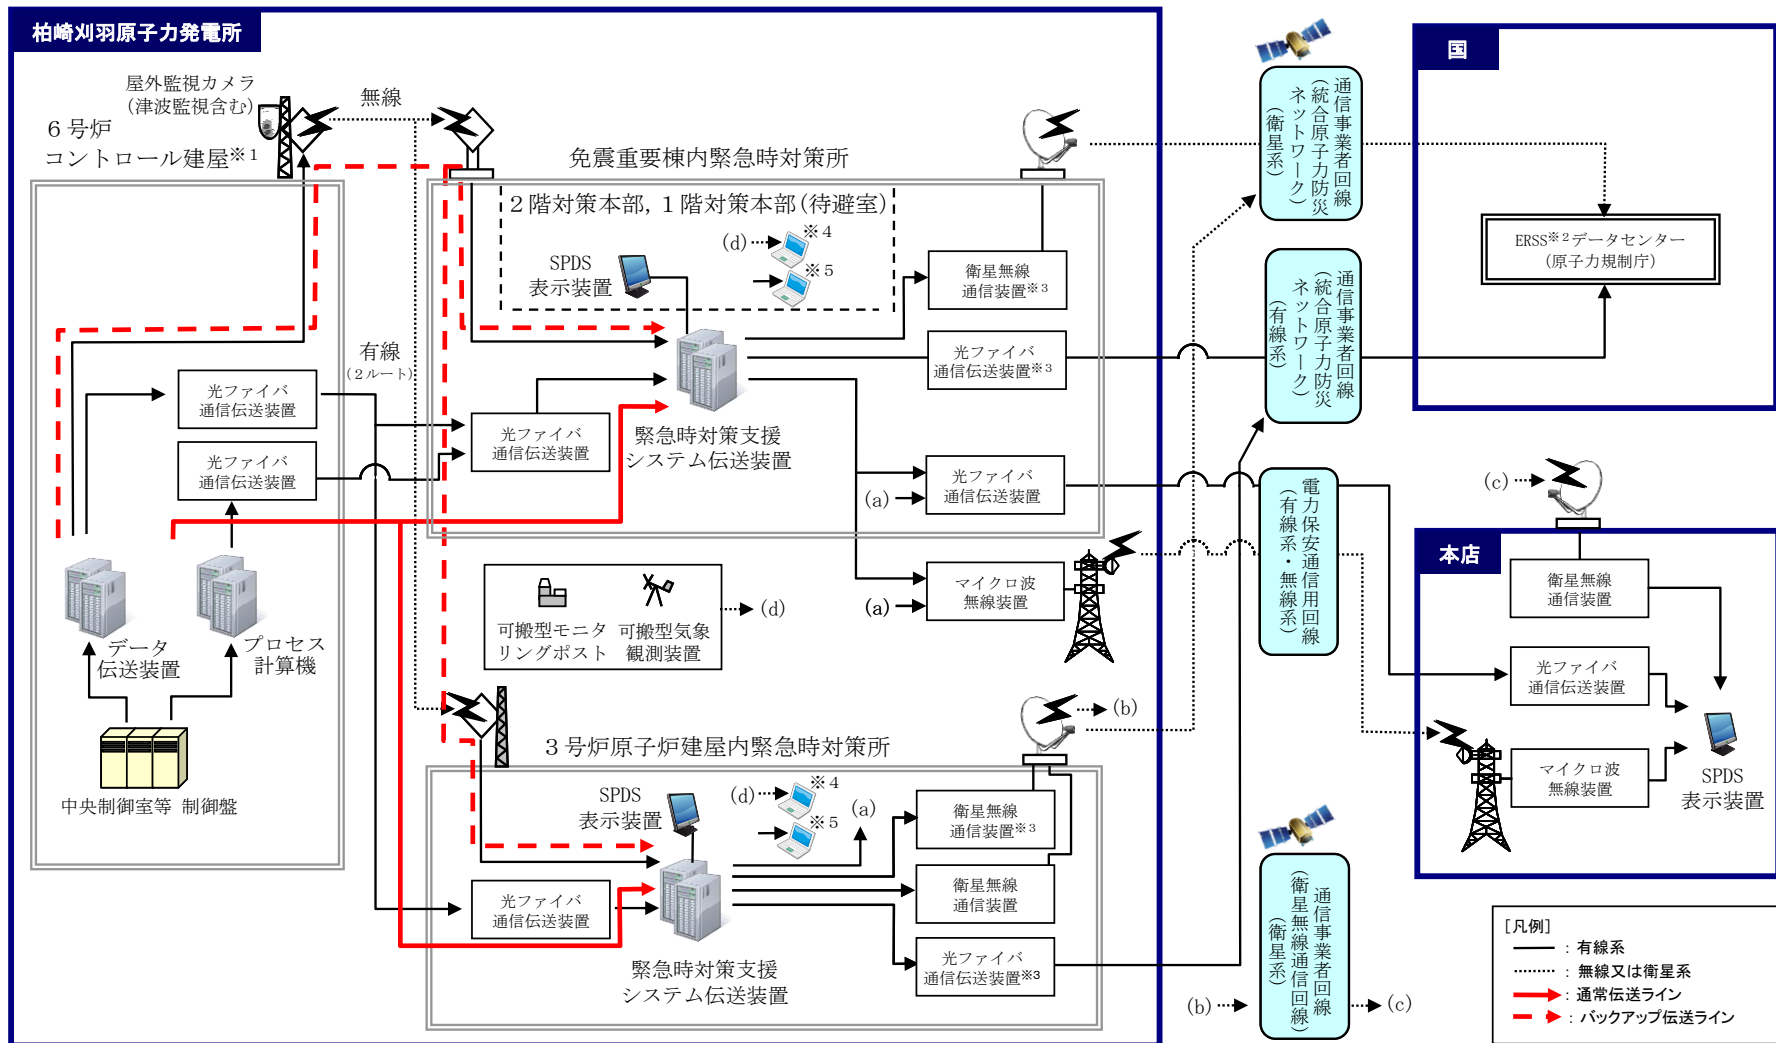 柏崎刈羽原子力発電所
屋外監視カメラ
(津波監視含む)
無線
6号炉
コントロール建屋※1
有線
(2ルート)
光ファイバ
通信伝送装置
光ファイバ
通信伝送装置
データ
伝送装置
プロセス
計算機
中央制御室等 制御盤
免震重要棟内緊急時対策所
2階対策本部，1階対策本部(待避室)
(d)
※4
※5
SPDS
表示装置
衛星無線
通信装置※3
光ファイバ
通信伝送装置※3
光ファイバ
通信伝送装置
緊急時対策支援
システム伝送装置
(a)
光ファイバ
通信伝送装置
(a)
マイクロ波
無線装置
可搬型モニタ
リングポスト
可搬型気象
観測装置
(d)
3号炉原子炉建屋内緊急時対策所
SPDS
表示装置
(d)
※4
※5
(a)
(b)
衛星無線
通信装置※3
衛星無線
通信装置
光ファイバ
通信伝送装置※3
光ファイバ
通信伝送装置
緊急時対策支援
システム伝送装置
通信事業者回線
(統合原子力防災
ネットワーク)
(衛星系)
通信事業者回線
(統合原子力防災
ネットワーク)
(有線系)
電力保安通信用回線
(有線系・無線系)
通信事業者回線
(衛星無線通信回線)
(衛星系)
(b)
(c)
国
ERSS※2データセンター
(原子力規制庁)
(c)
本店
衛星無線
通信装置
光ファイバ
通信伝送装置
マイクロ波
無線装置
SPDS
表示装置
[凡例]
：有線系
：無線又は衛星系
：通常伝送ライン
：バックアップ伝送ライン